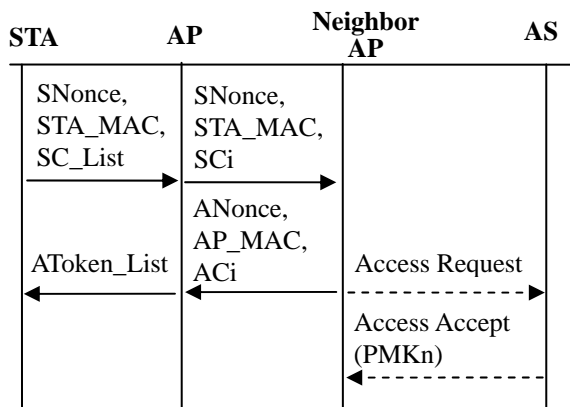 STA
AP
Neighbor
AP
AS
SNonce,
STA_MAC,
SC_List
SNonce,
STA_MAC,
SCi
ANonce,
AP_MAC,
ACi
AToken_List
Access Request
Access Accept
(PMKn)